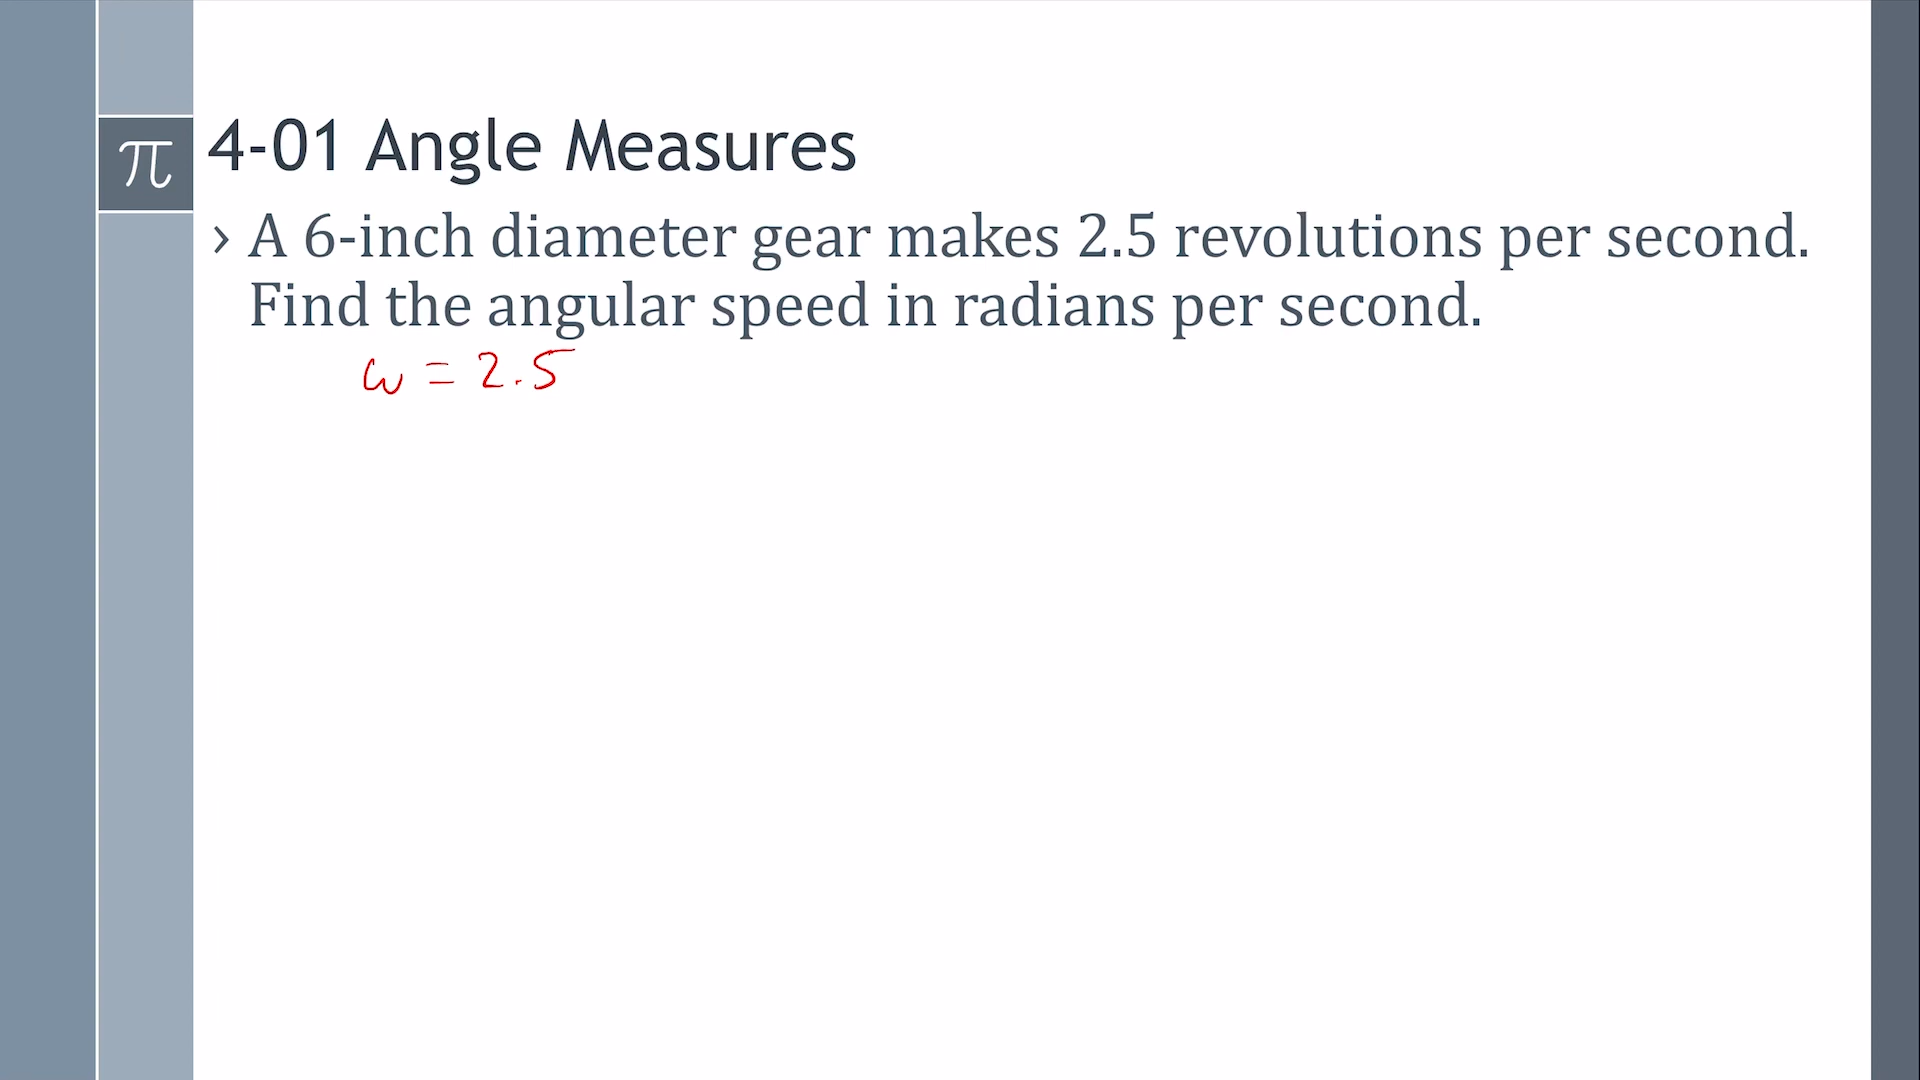 π
4-01 Angle Measures
› A 6-inch diameter gear makes 2.5 revolutions per second.
Find the angular speed in radians per second.
ω = 2.5